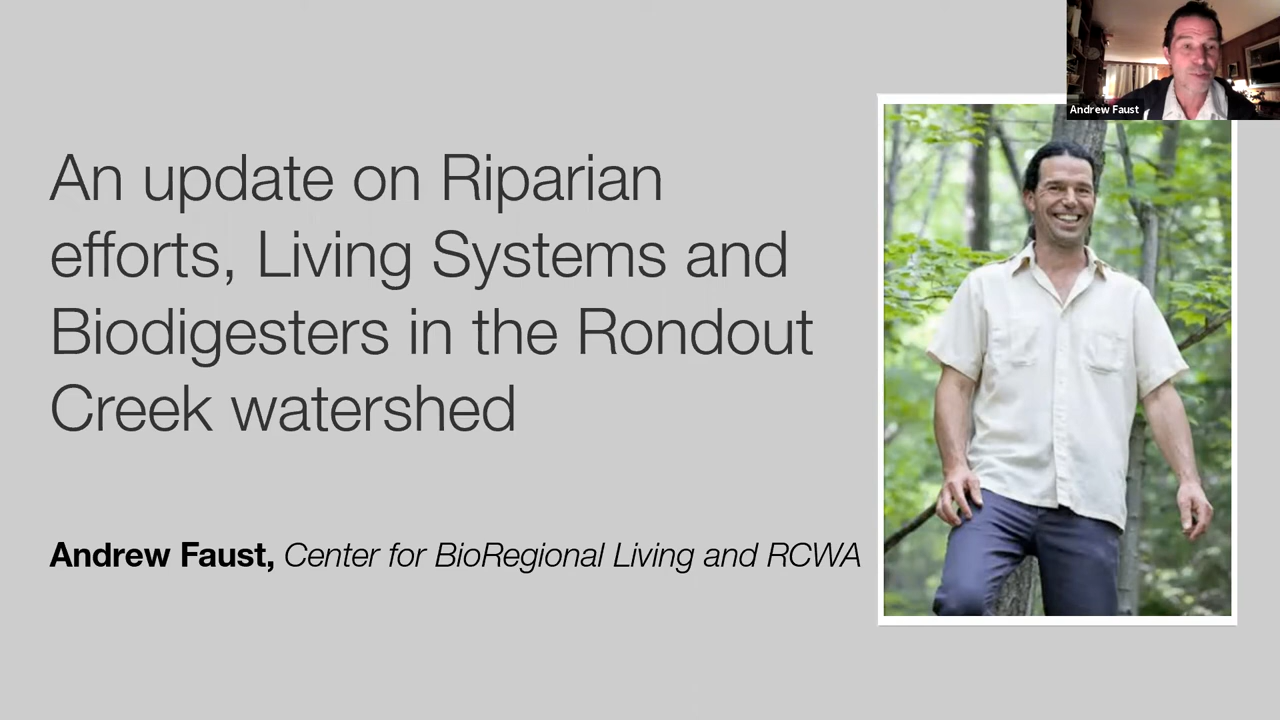 An update on Riparian
efforts, Living Systems and
Biodigesters in the Rondout
Creek watershed
Andrew Faust, Center for BioRegional Living and RCWA
Andrew Faust